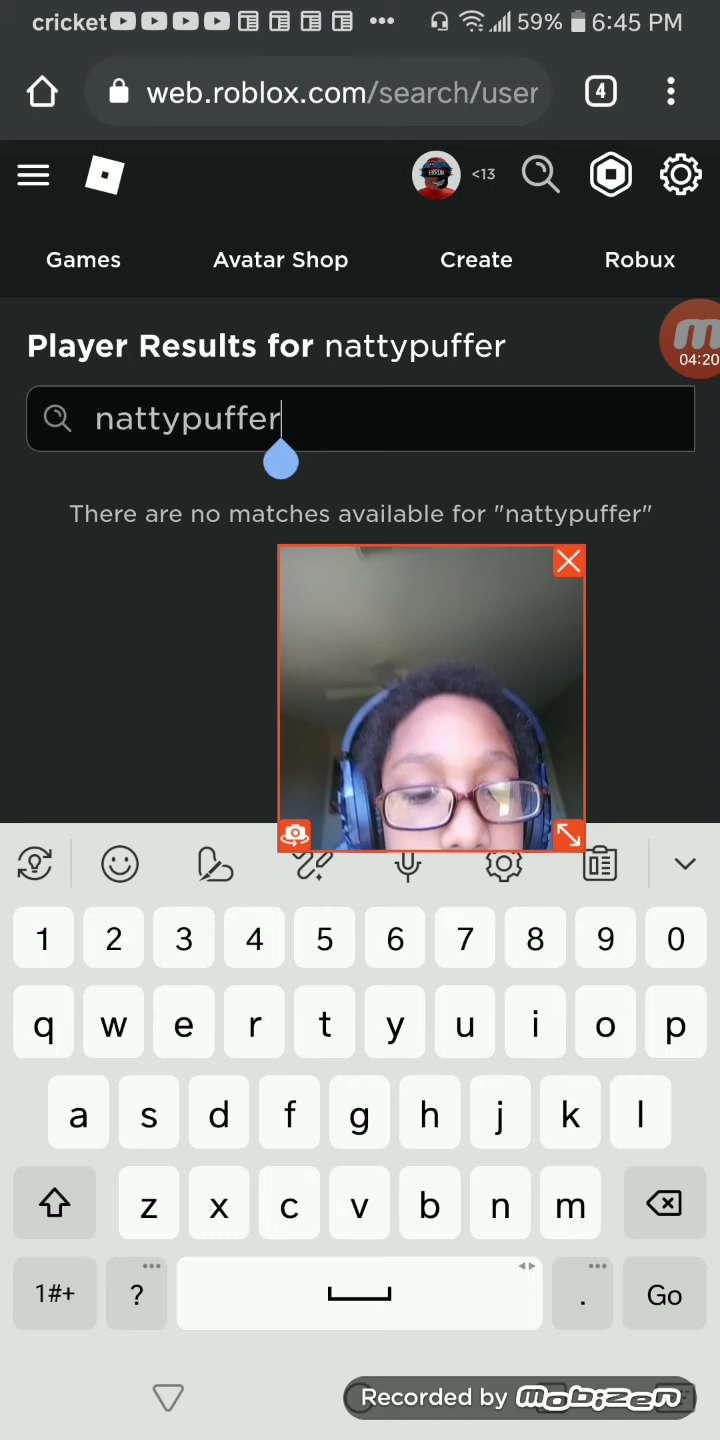 cricket 59% 6:45 PM
web.roblox.com/search/user 4
ERROR <13
Games Avatar Shop Create Robux
Player Results for nattypuffer
m
04:20
nattypuffer
There are no matches available for "nattypuffer"
1 2 3 4 5 6 7 8 9 0
q w e r t y u i o p
a s d f g h j k l
z x c v b n m
1#+ ? . Go
Recorded by mobizen